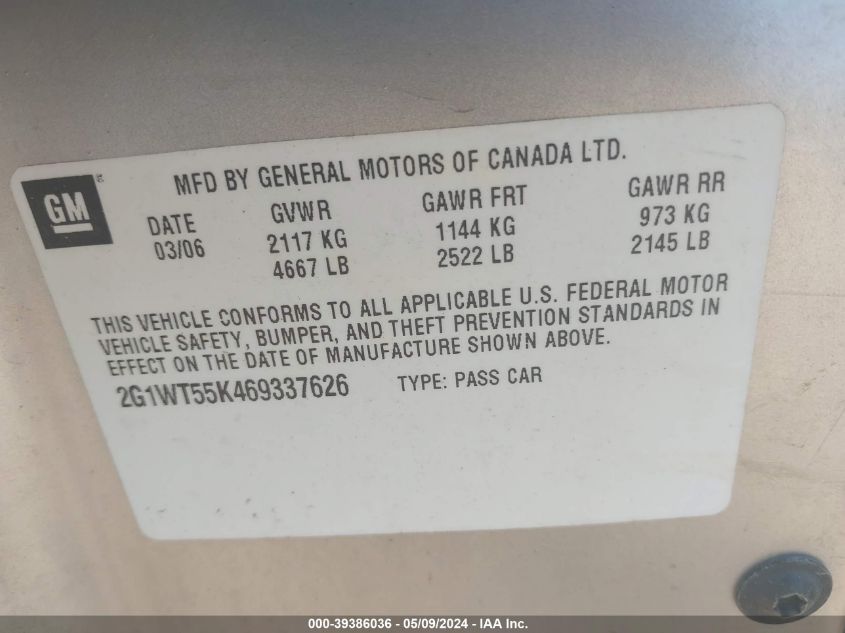 MFD BY GENERAL MOTORS OF CANADA LTD.
GM®
DATE GVWR GAWR FRT GAWR RR
03/06 2117 KG 1144 KG 973 KG
4667 LB 2522 LB 2145 LB
THIS VEHICLE CONFORMS TO ALL APPLICABLE U.S. FEDERAL MOTOR
VEHICLE SAFETY, BUMPER, AND THEFT PREVENTION STANDARDS IN
EFFECT ON THE DATE OF MANUFACTURE SHOWN ABOVE.
2G1WT55K469337626 TYPE: PASS CAR
000-39386036 - 05/09/2024 - IAA Inc.